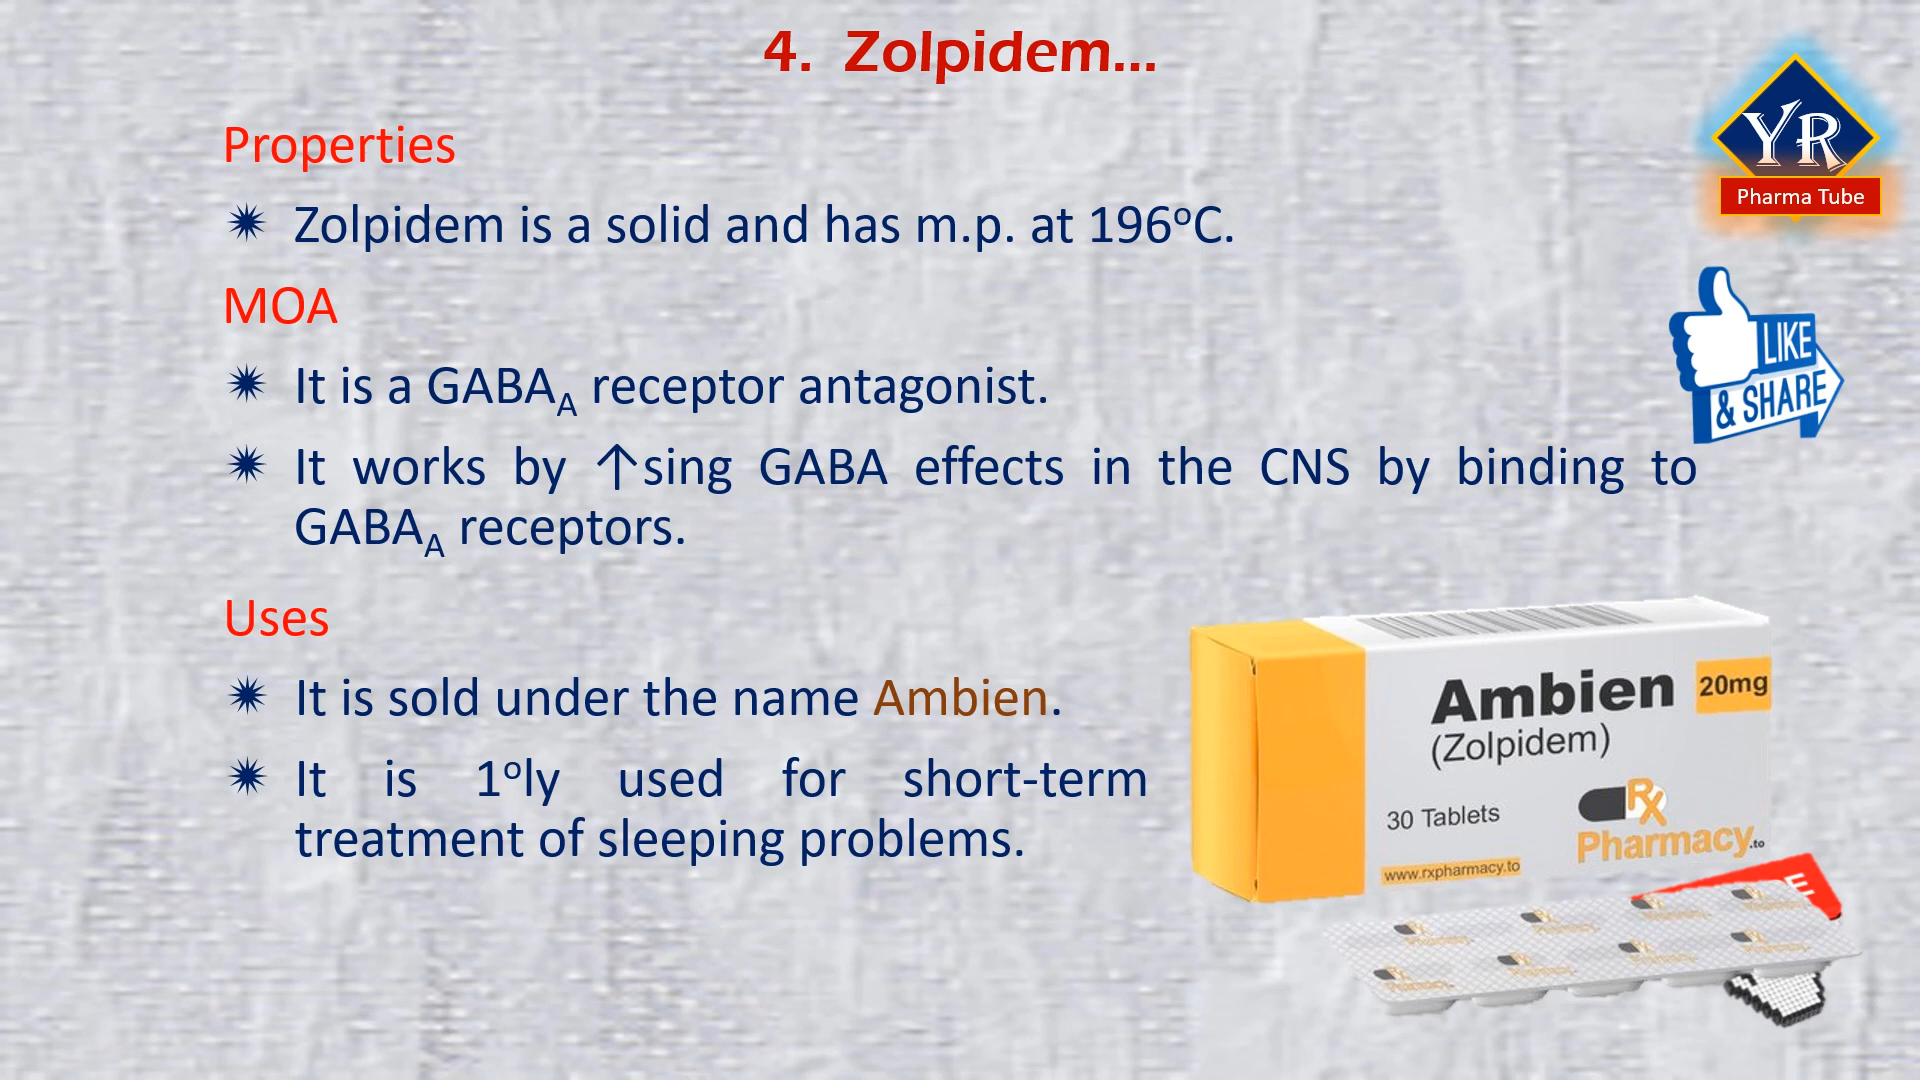 4. Zolpidem...
YR
Pharma Tube
Properties
✹ Zolpidem is a solid and has m.p. at 196ºC.
MOA
✹ It is a GABA_A receptor antagonist.
✹ It works by ↑sing GABA effects in the CNS by binding to
GABA_A receptors.
LIKE
& SHARE
Uses
✹ It is sold under the name Ambien.
✹ It is 1ºly used for short-term
treatment of sleeping problems.
Ambien 20mg
(Zolpidem)
30 Tablets
Rx
Pharmacy.to
www.rxpharmacy.to